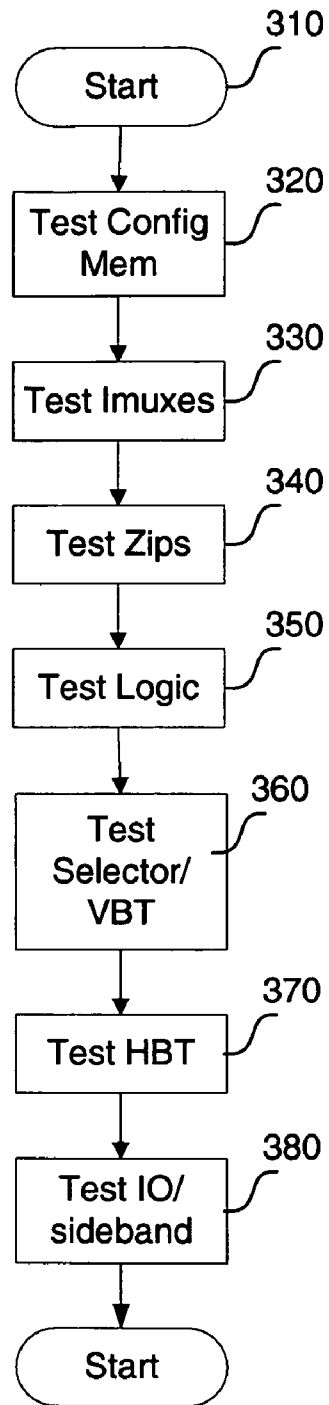 310
Start
320
Test Config
Mem
330
Test Imuxes
340
Test Zips
350
Test Logic
360
Test
Selector/
VBT
370
Test HBT
380
Test IO/
sideband
Start